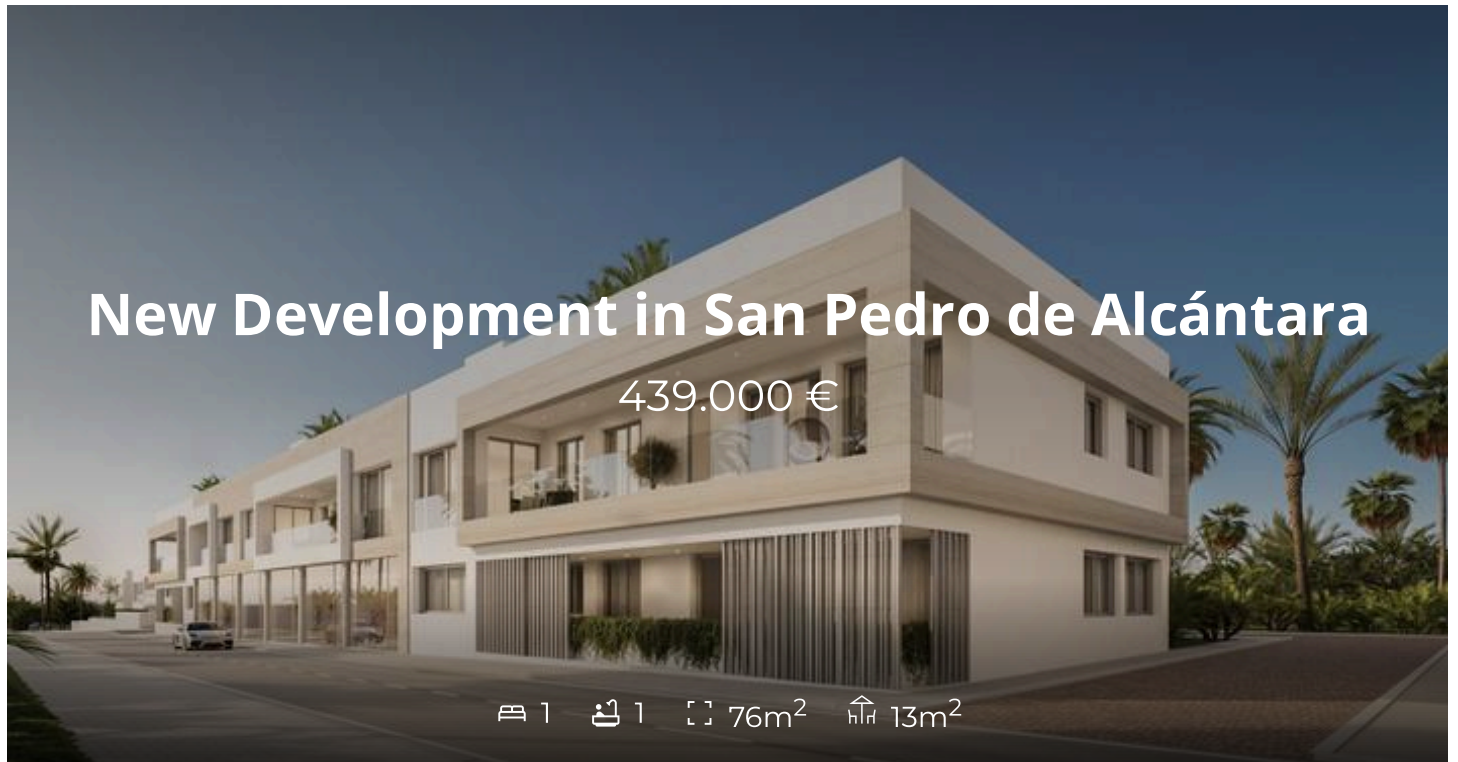 New Development in San Pedro de Alcántara
439.000 €
1 1 76m² 13m²